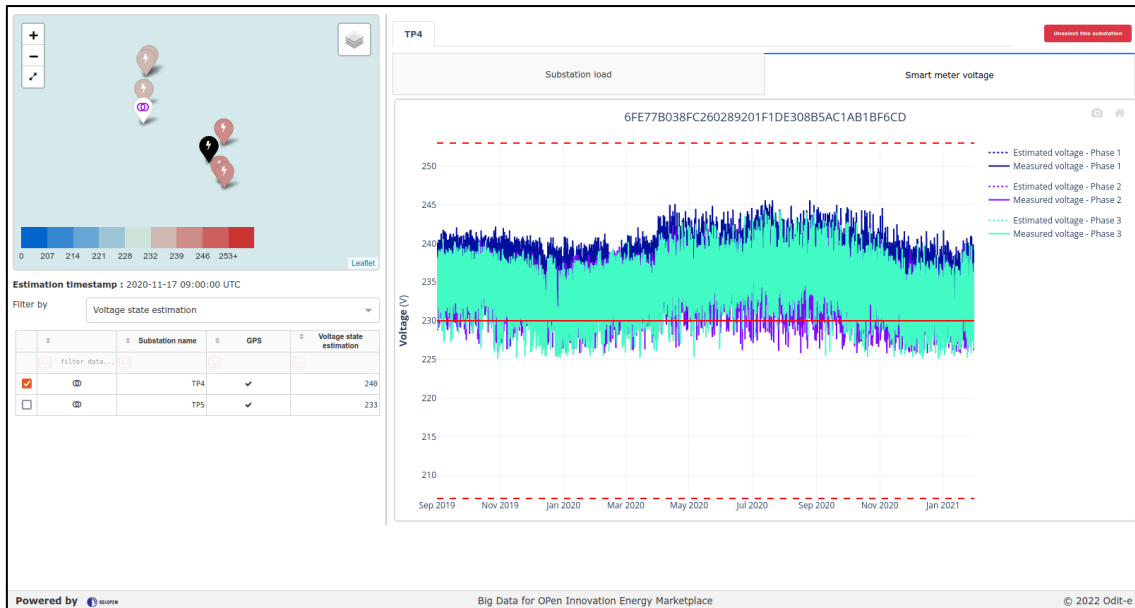 +
−
TP4
Unselect this substation
Substation load
Smart meter voltage
6FE77B038FC260289201F1DE308B5AC1AB1BF6CD
Estimated voltage - Phase 1
Measured voltage - Phase 1
Estimated voltage - Phase 2
Measured voltage - Phase 2
Estimated voltage - Phase 3
Measured voltage - Phase 3
Voltage (V)
250
245
240
235
230
225
220
215
210
Sep 2019 Nov 2019 Jan 2020 Mar 2020 May 2020 Jul 2020 Sep 2020 Nov 2020 Jan 2021
0 207 214 221 228 232 239 246 253+
Leaflet
Estimation timestamp : 2020-11-17 09:00:00 UTC
Filter by
Voltage state estimation
Substation name GPS Voltage state estimation
filter data...
TP4 240
TP5 233
Powered by BD4OPEM
Big Data for OPen Innovation Energy Marketplace
© 2022 Odit-e